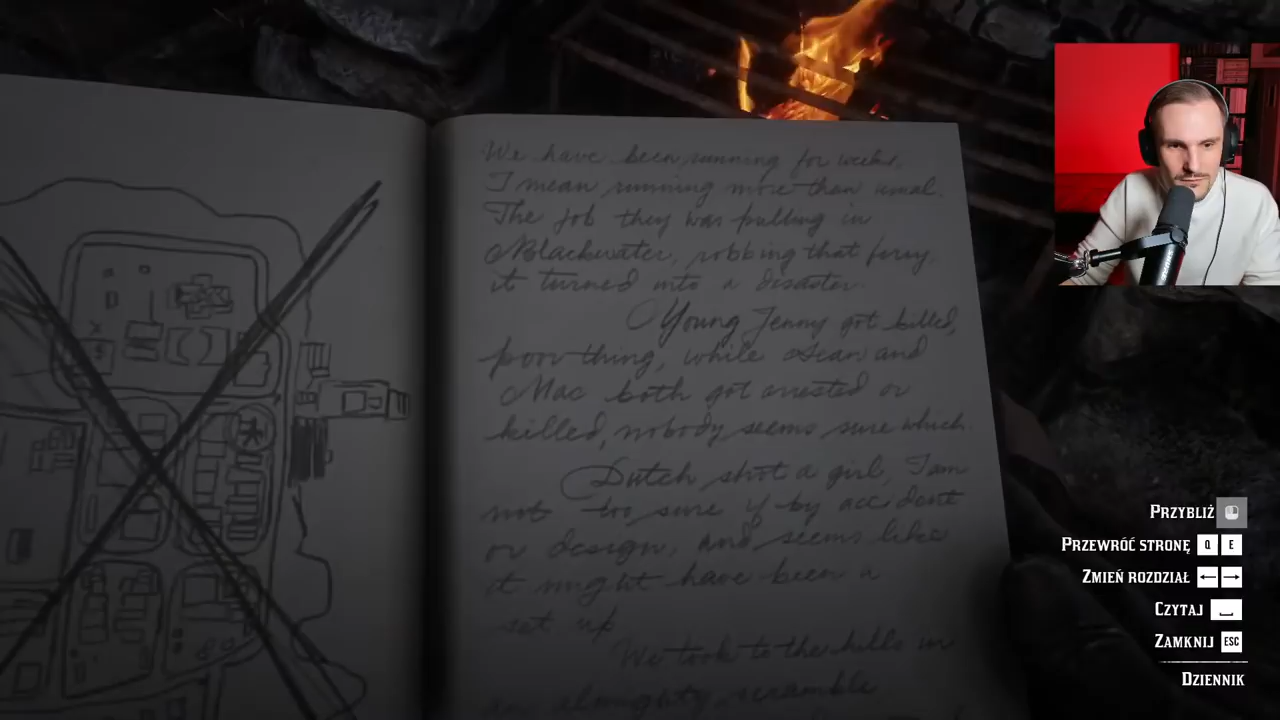 We have been running for weeks,
I mean running more than usual.
The job they was pulling in
Blackwater, robbing that ferry
it turned into a disaster.
Young Jenny got killed,
poor thing, while Sean and
Mac both got arrested or
killed, nobody seems sure which.
Dutch shot a girl, I am
not too sure if by accident
or design, and seems like
it might have been a
set up
We took to the hills in
an almighty scramble
PRZYBLIŻ
PRZEWRÓĆ STRONĘ Q E
ZMIEŃ ROZDZIAŁ ← →
CZYTAJ
ZAMKNIJ ESC
DZIENNIK